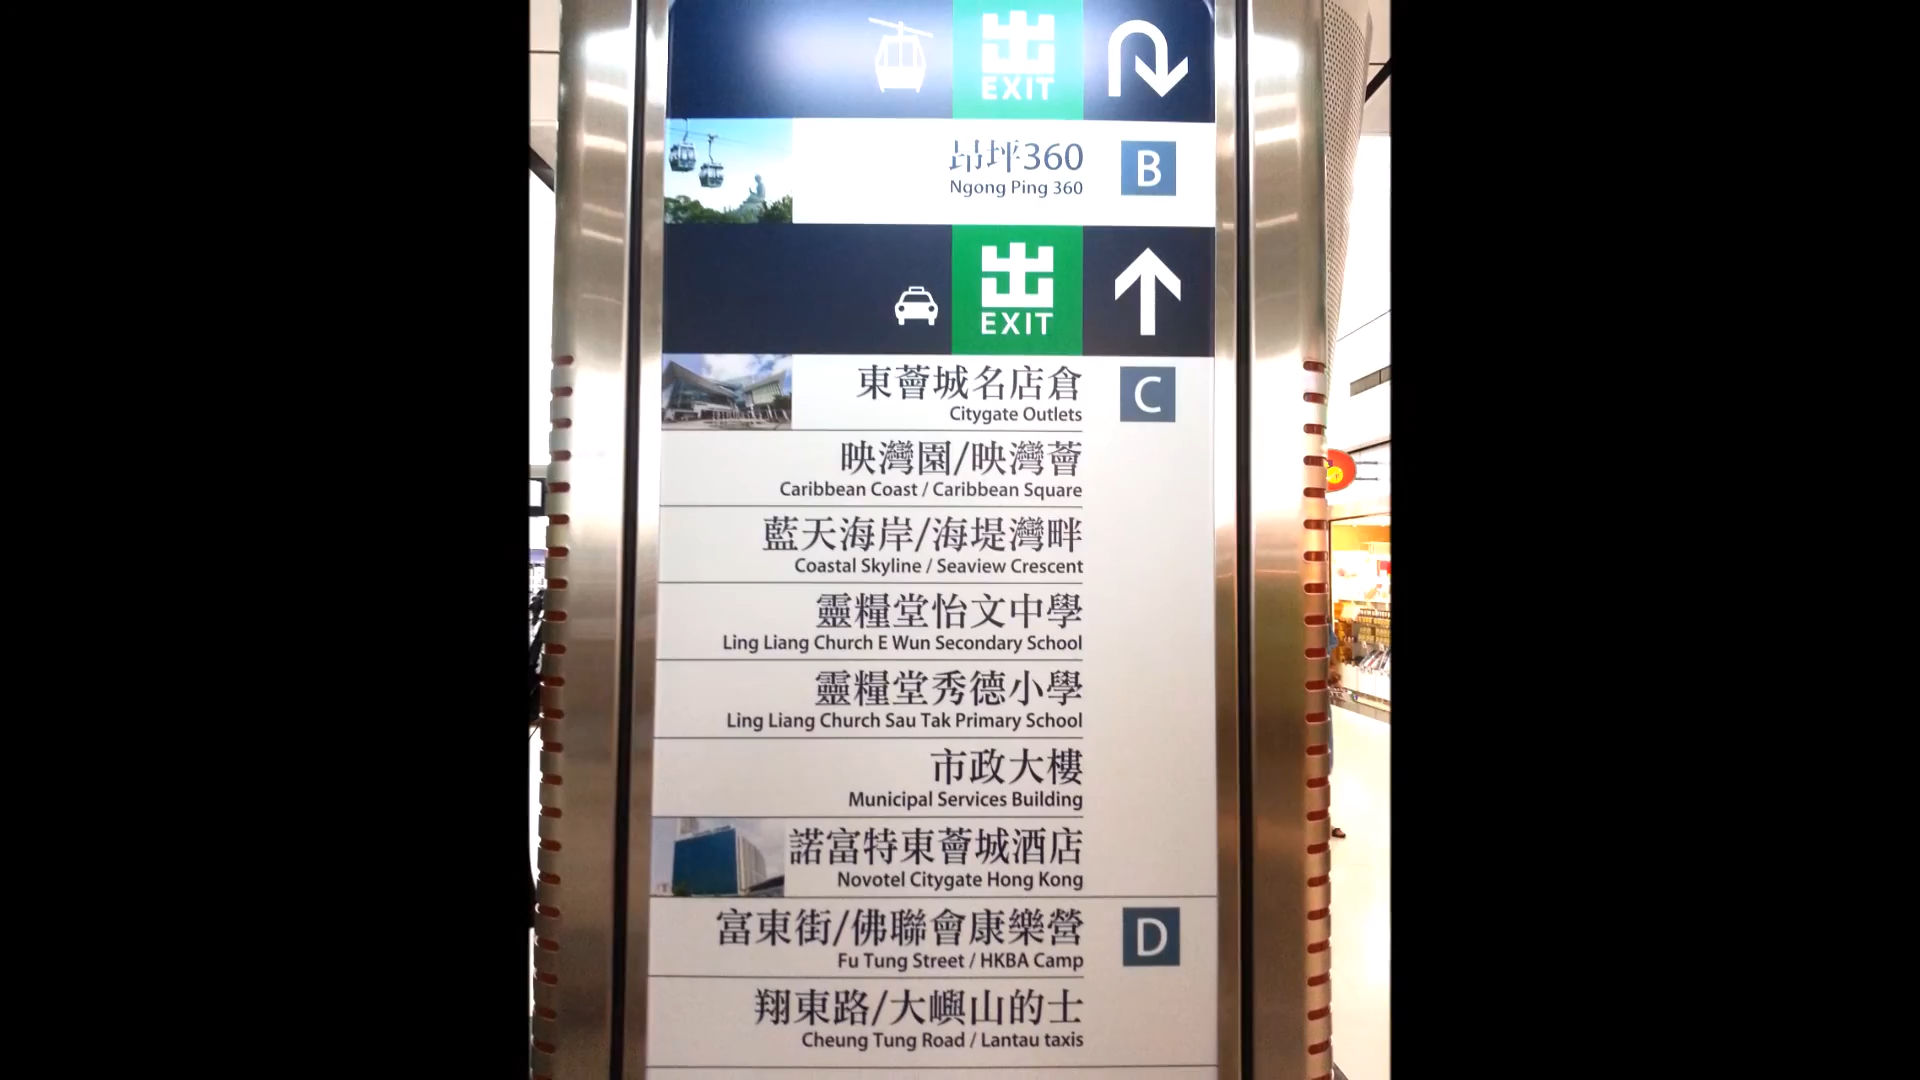 出
EXIT
昂坪360
Ngong Ping 360
B
出
EXIT
東薈城名店倉
Citygate Outlets
C
映灣園/映灣薈
Caribbean Coast / Caribbean Square
藍天海岸/海堤灣畔
Coastal Skyline / Seaview Crescent
靈糧堂怡文中學
Ling Liang Church E Wun Secondary School
靈糧堂秀德小學
Ling Liang Church Sau Tak Primary School
市政大樓
Municipal Services Building
諾富特東薈城酒店
Novotel Citygate Hong Kong
富東街/佛聯會康樂營
Fu Tung Street / HKBA Camp
D
翔東路/大嶼山的士
Cheung Tung Road / Lantau taxis